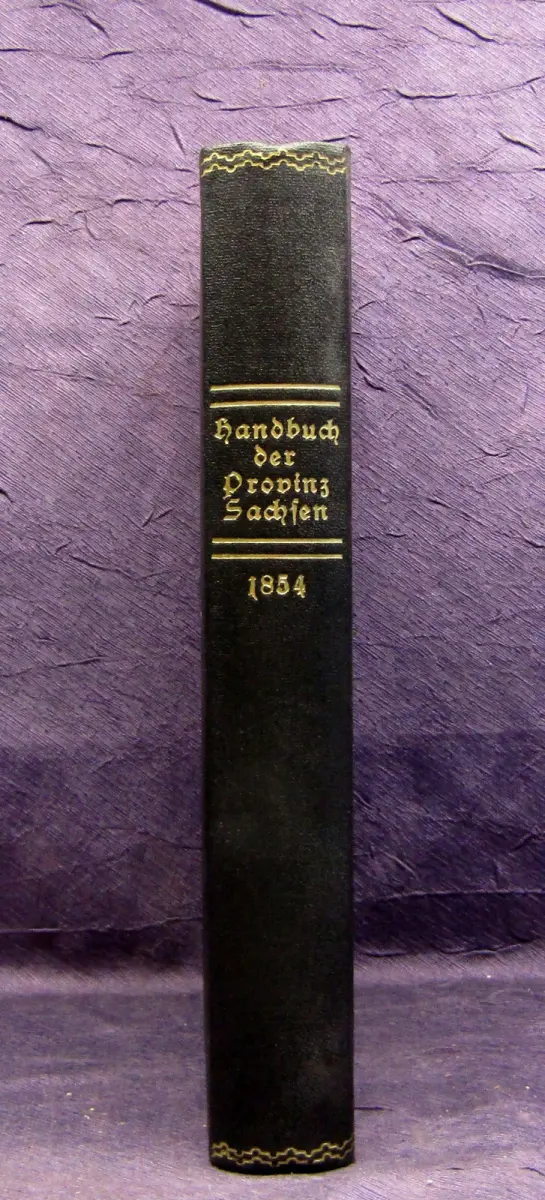 Handbuch
der
Provinz
Sachsen
1854